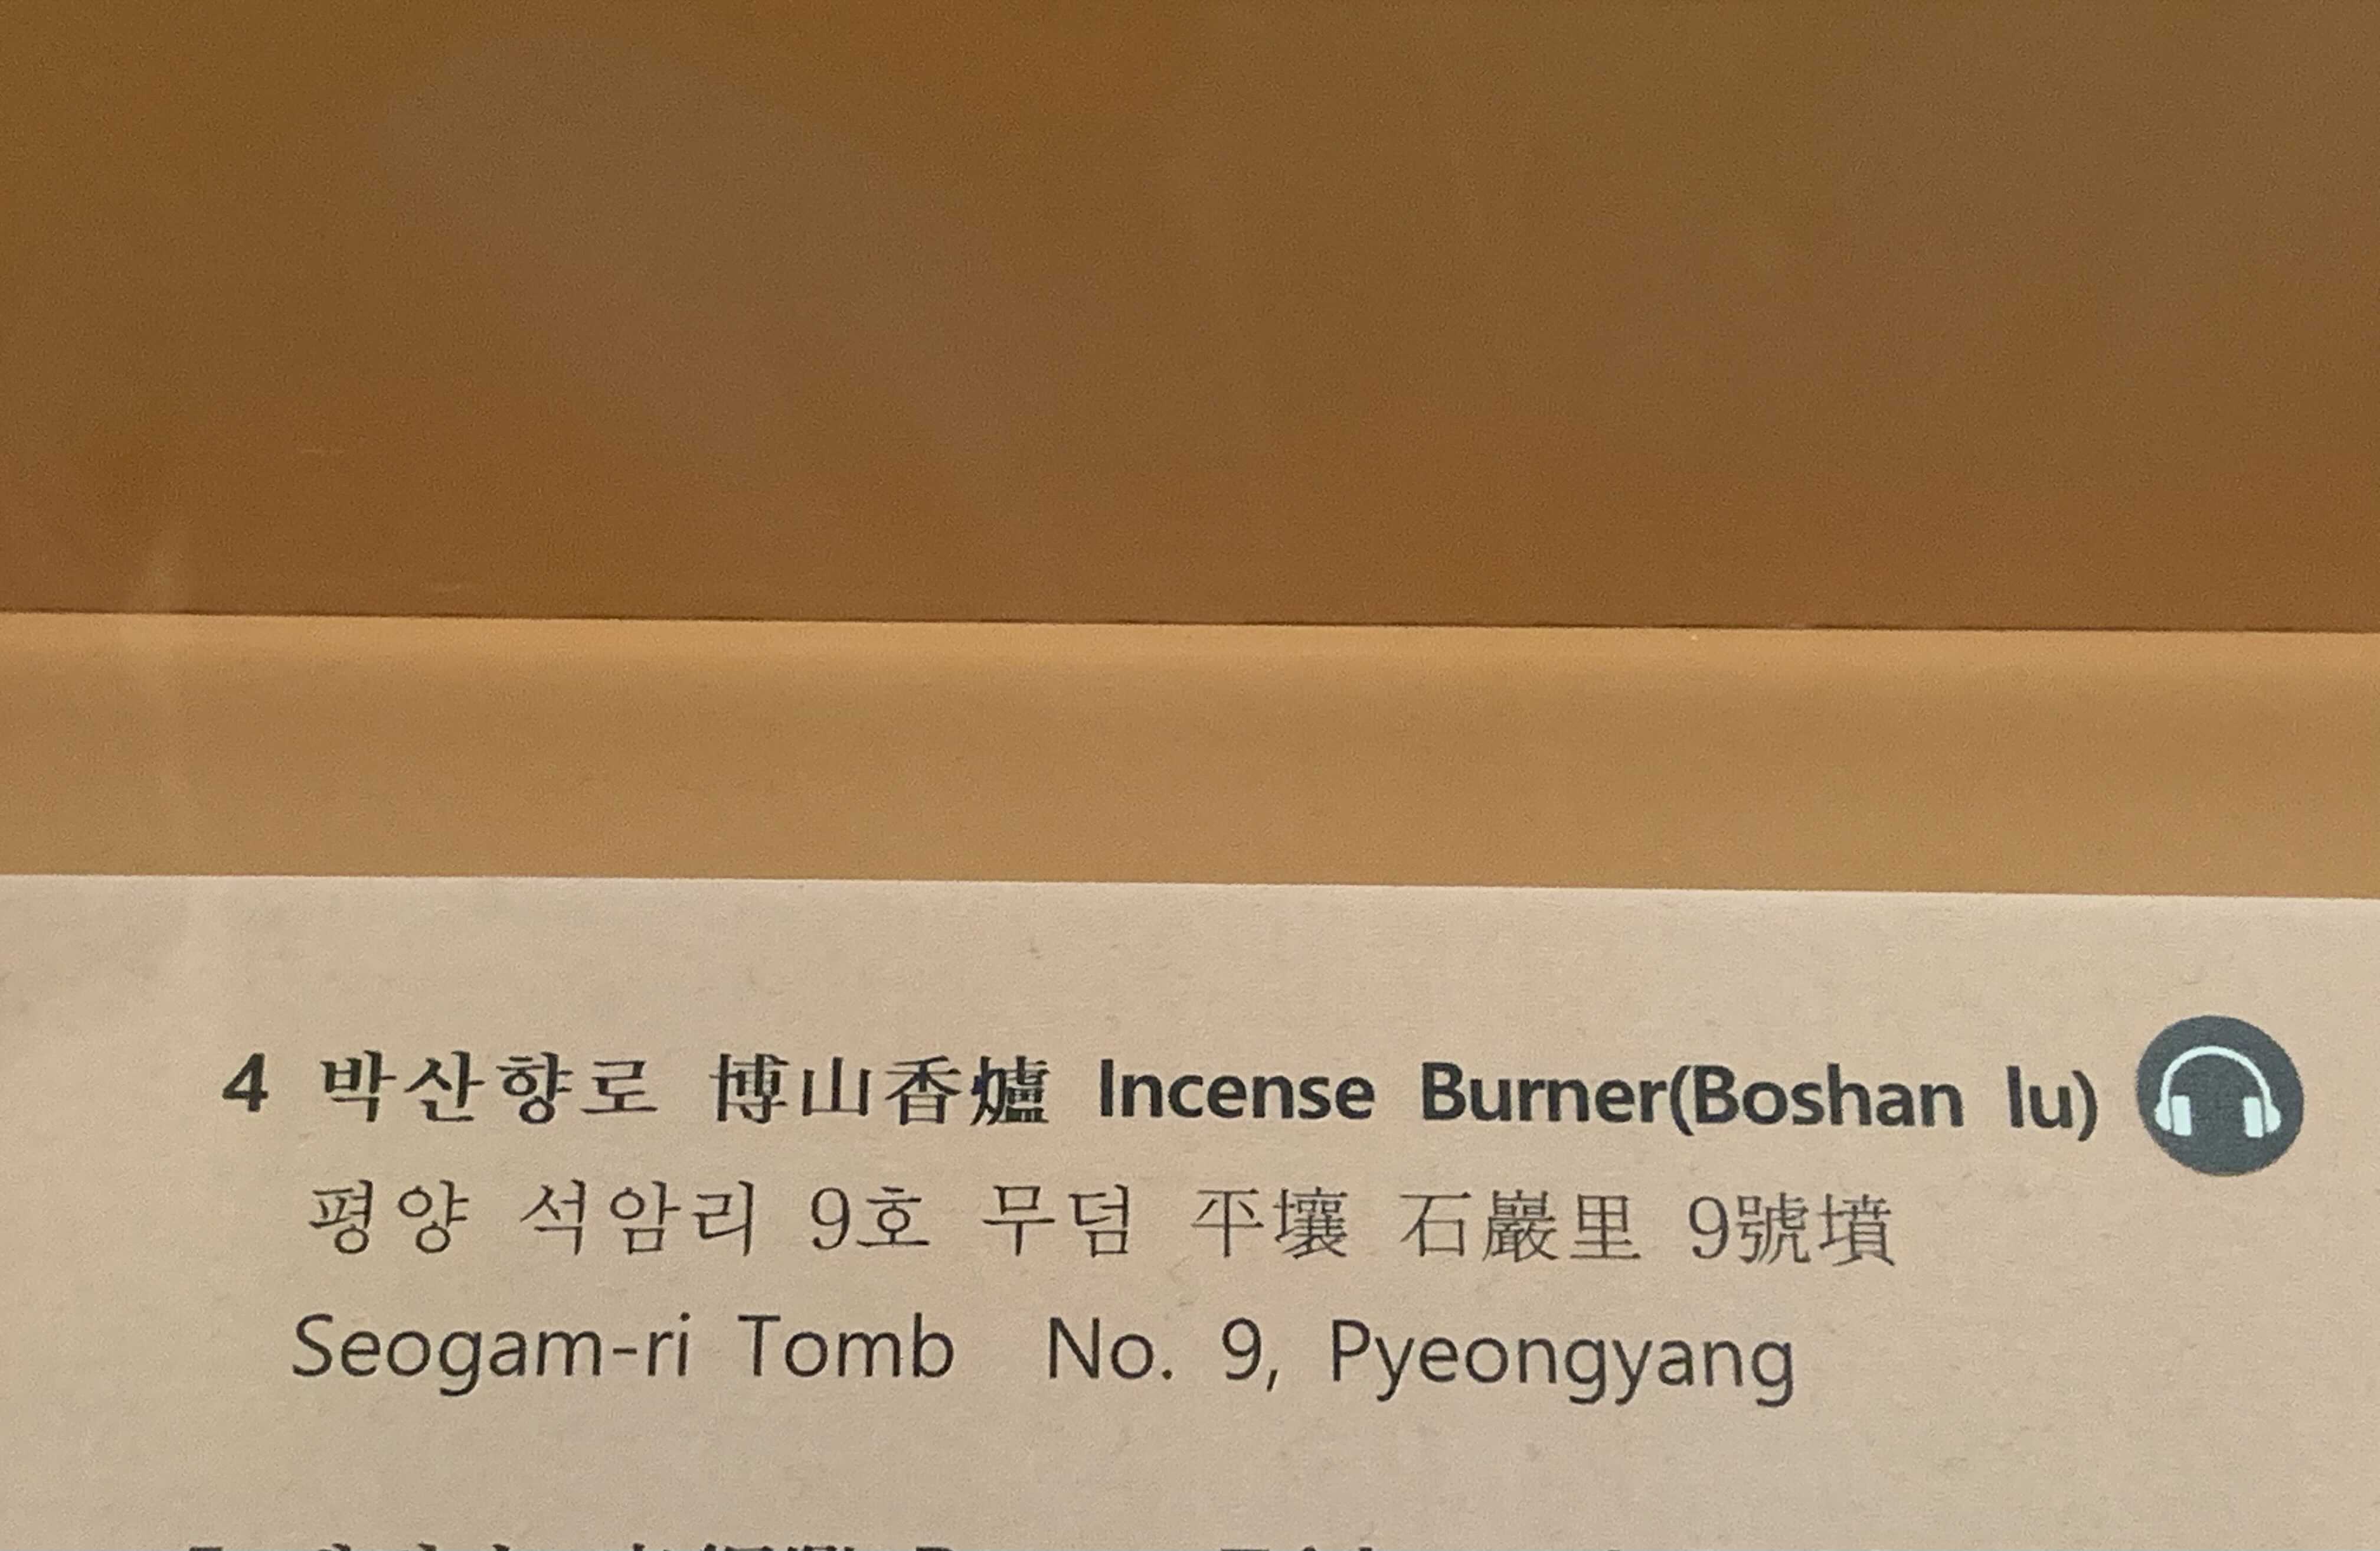 4 박산향로 博山香爐 Incense Burner(Boshan lu)
평양 석암리 9호 무덤 平壤 石巖里 9號墳
Seogam-ri Tomb No. 9, Pyeongyang